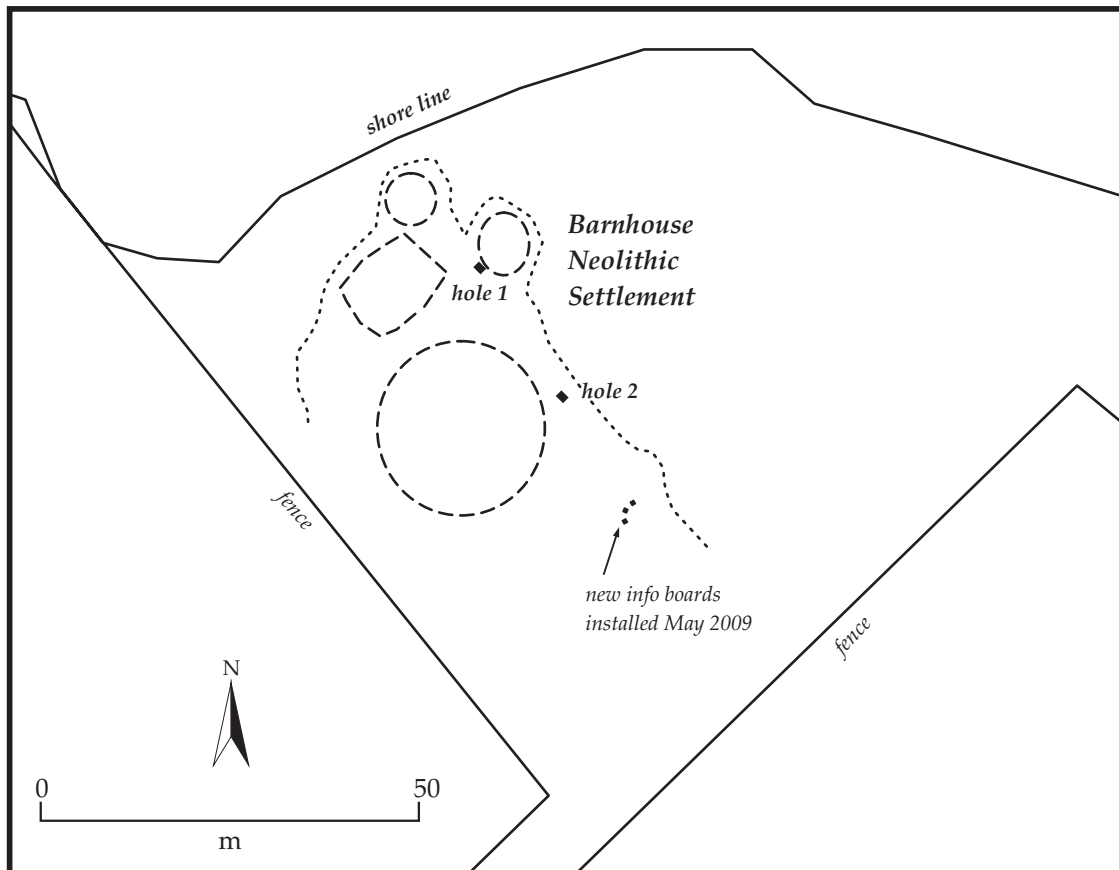 shore line
Barnhouse
Neolithic
Settlement
hole 1
hole 2
fence
new info boards
installed May 2009
fence
N
0 50
m